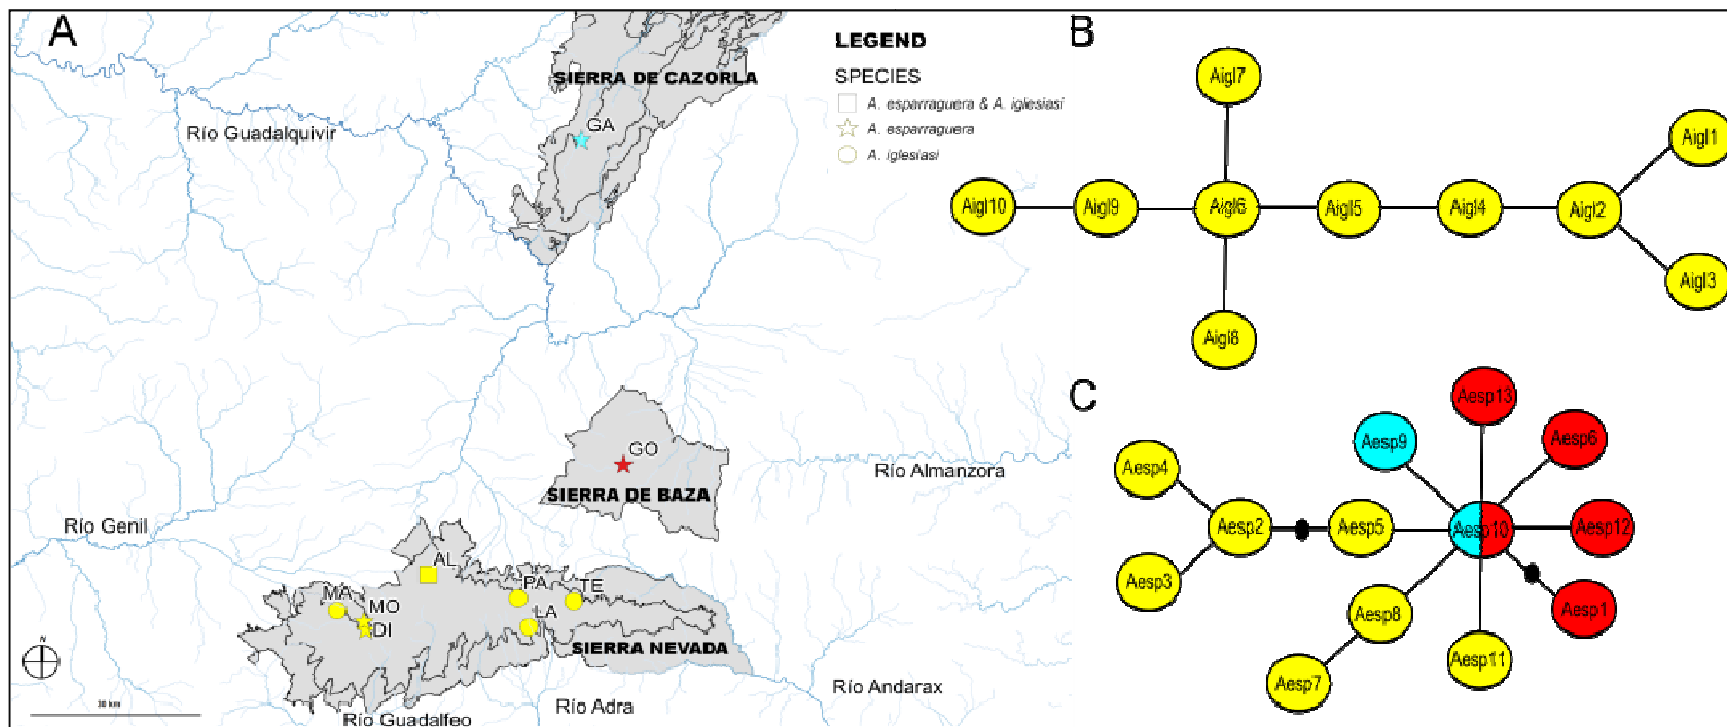 A
SIERRA DE CAZORLA
GA
Río Guadalquivir
GO
SIERRA DE BAZA
Río Almanzora
Río Genil
AL
PA
TE
MA
MO
LA
DI
SIERRA NEVADA
Río Andarax
Río Adra
Río Guadalfeo
N
30 km
LEGEND
SPECIES
A. esparraguera & A. iglesiasi
A. esparraguera
A. iglesiasi
B
Aigl7
Aigl1
Aigl10
Aigl9
Aigl6
Aigl5
Aigl4
Aigl2
Aigl3
Aigl8
C
Aesp13
Aesp9
Aesp6
Aesp4
Aesp2
Aesp5
Aesp10
Aesp12
Aesp3
Aesp8
Aesp1
Aesp11
Aesp7